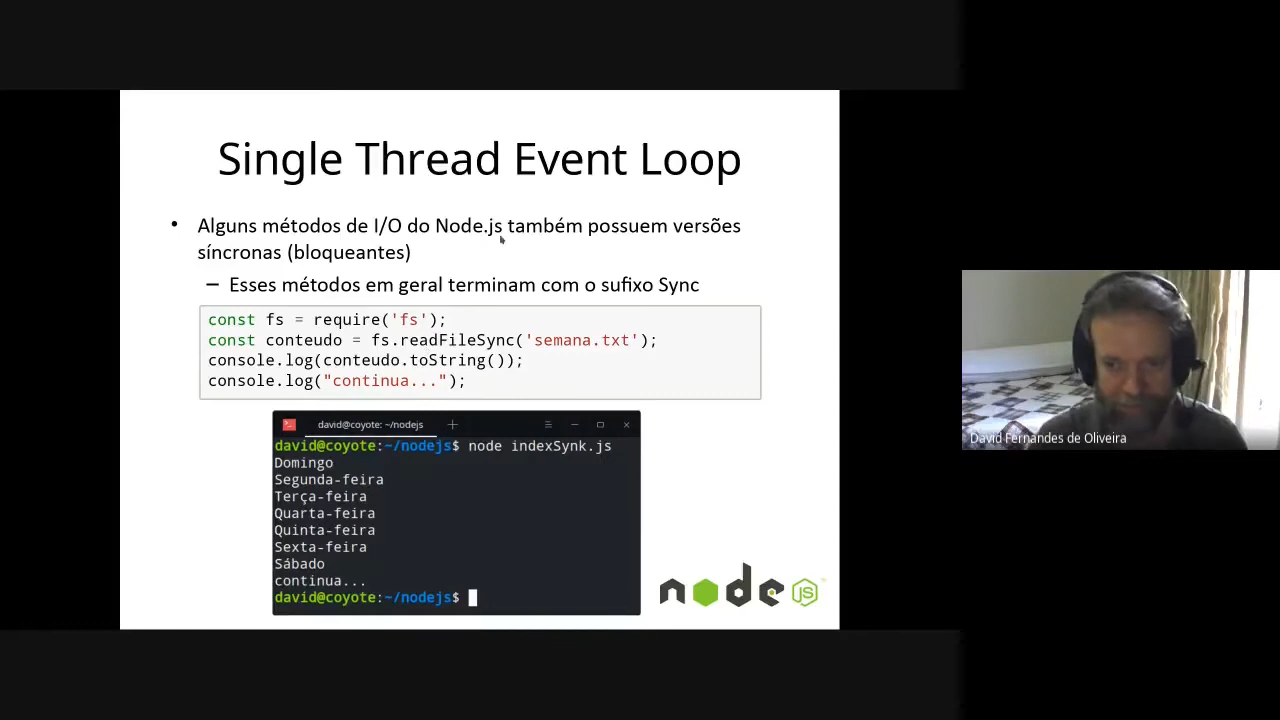 Single Thread Event Loop
• Alguns métodos de I/O do Node.js também possuem versões
síncronas (bloqueantes)
– Esses métodos em geral terminam com o sufixo Sync
const fs = require('fs');
const conteudo = fs.readFileSync('semana.txt');
console.log(conteudo.toString());
console.log("continua...");
david@coyote: ~/nodejs
david@coyote:~/nodejs$ node indexSynk.js
Domingo
Segunda-feira
Terça-feira
Quarta-feira
Quinta-feira
Sexta-feira
Sábado
continua...
david@coyote:~/nodejs$
node
JS
David Fernandes de Oliveira